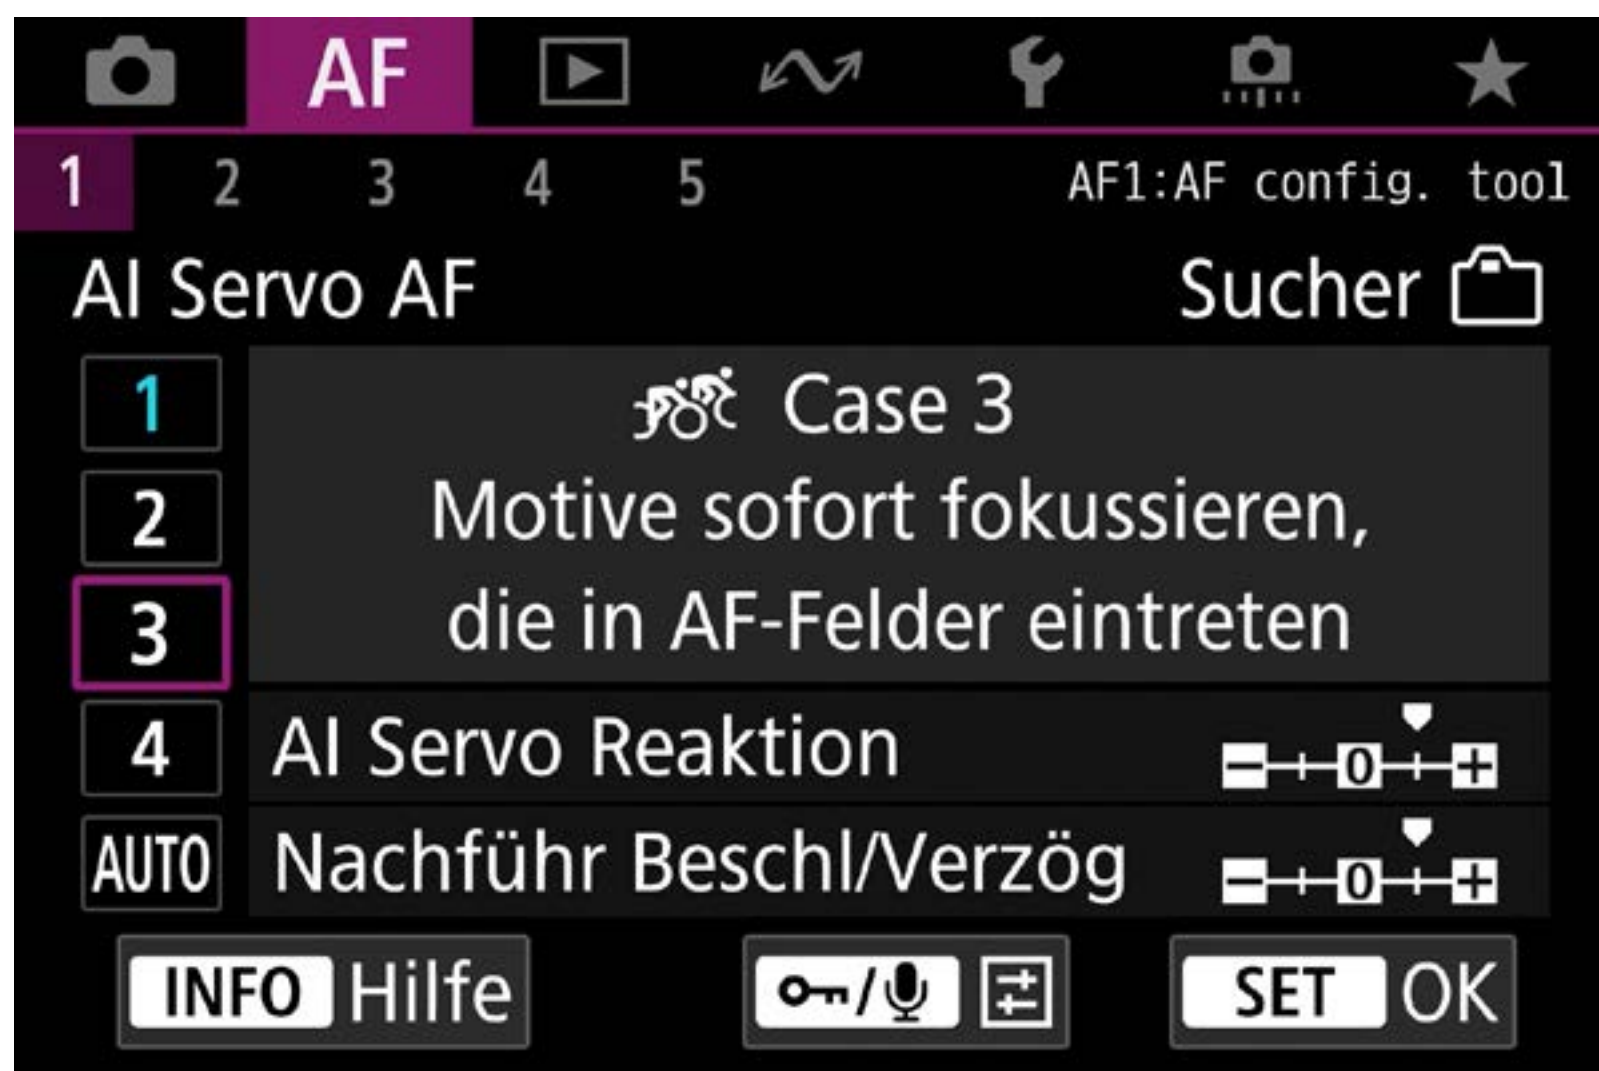 AF
1 2 3 4 5 AF1:AF config. tool
AI Servo AF Sucher
1
2
3
4
AUTO
Case 3
Motive sofort fokussieren,
die in AF-Felder eintreten
AI Servo Reaktion - 0 +
Nachführ Beschl/Verzög - 0 +
INFO Hilfe / SET OK